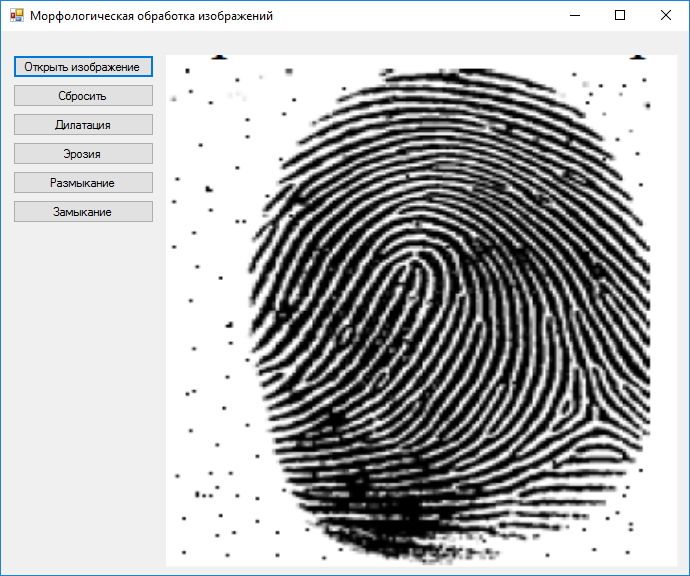 Морфологическая обработка изображений
Открыть изображение
Сбросить
Дилатация
Эрозия
Размыкание
Замыкание